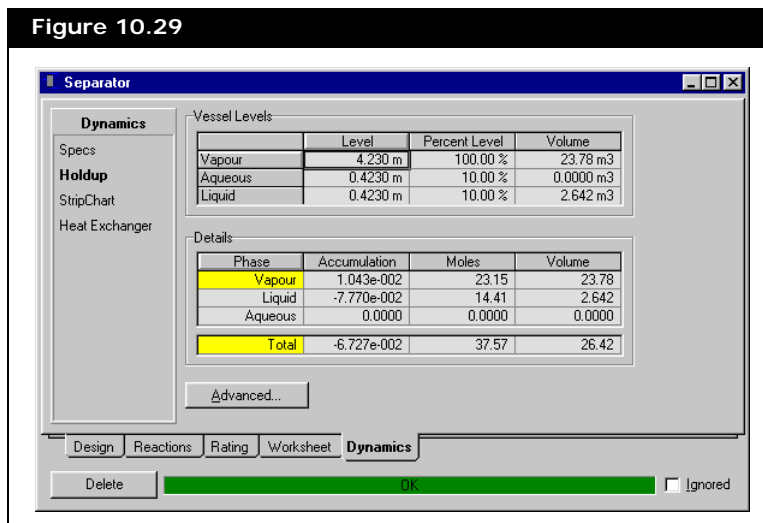 Figure 10.29
Separator
Dynamics
Specs
Holdup
StripChart
Heat Exchanger
Vessel Levels
Level Percent Level Volume
Vapour 4.230 m 100.00 % 23.78 m3
Aqueous 0.4230 m 10.00 % 0.0000 m3
Liquid 0.4230 m 10.00 % 2.642 m3
Details
Phase Accumulation Moles Volume
Vapour 1.043e-002 23.15 23.78
Liquid -7.770e-002 14.41 2.642
Aqueous 0.0000 0.0000 0.0000
Total -6.727e-002 37.57 26.42
Advanced...
Design Reactions Rating Worksheet Dynamics
Delete OK Ignored